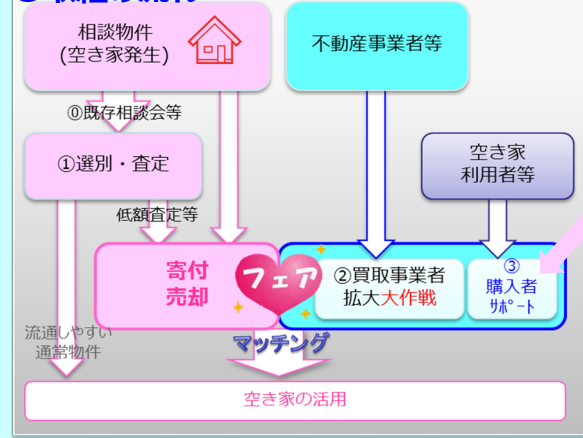 相談物件
(空き家発生)
不動産事業者等
⓪既存相談会等
①選別・査定
空き家
利用者等
低額査定等
寄付
売却
フェア
②買取事業者
拡大大作戦
③
購入者
ｻﾎﾟｰﾄ
流通しやすい
通常物件
マッチング
空き家の活用